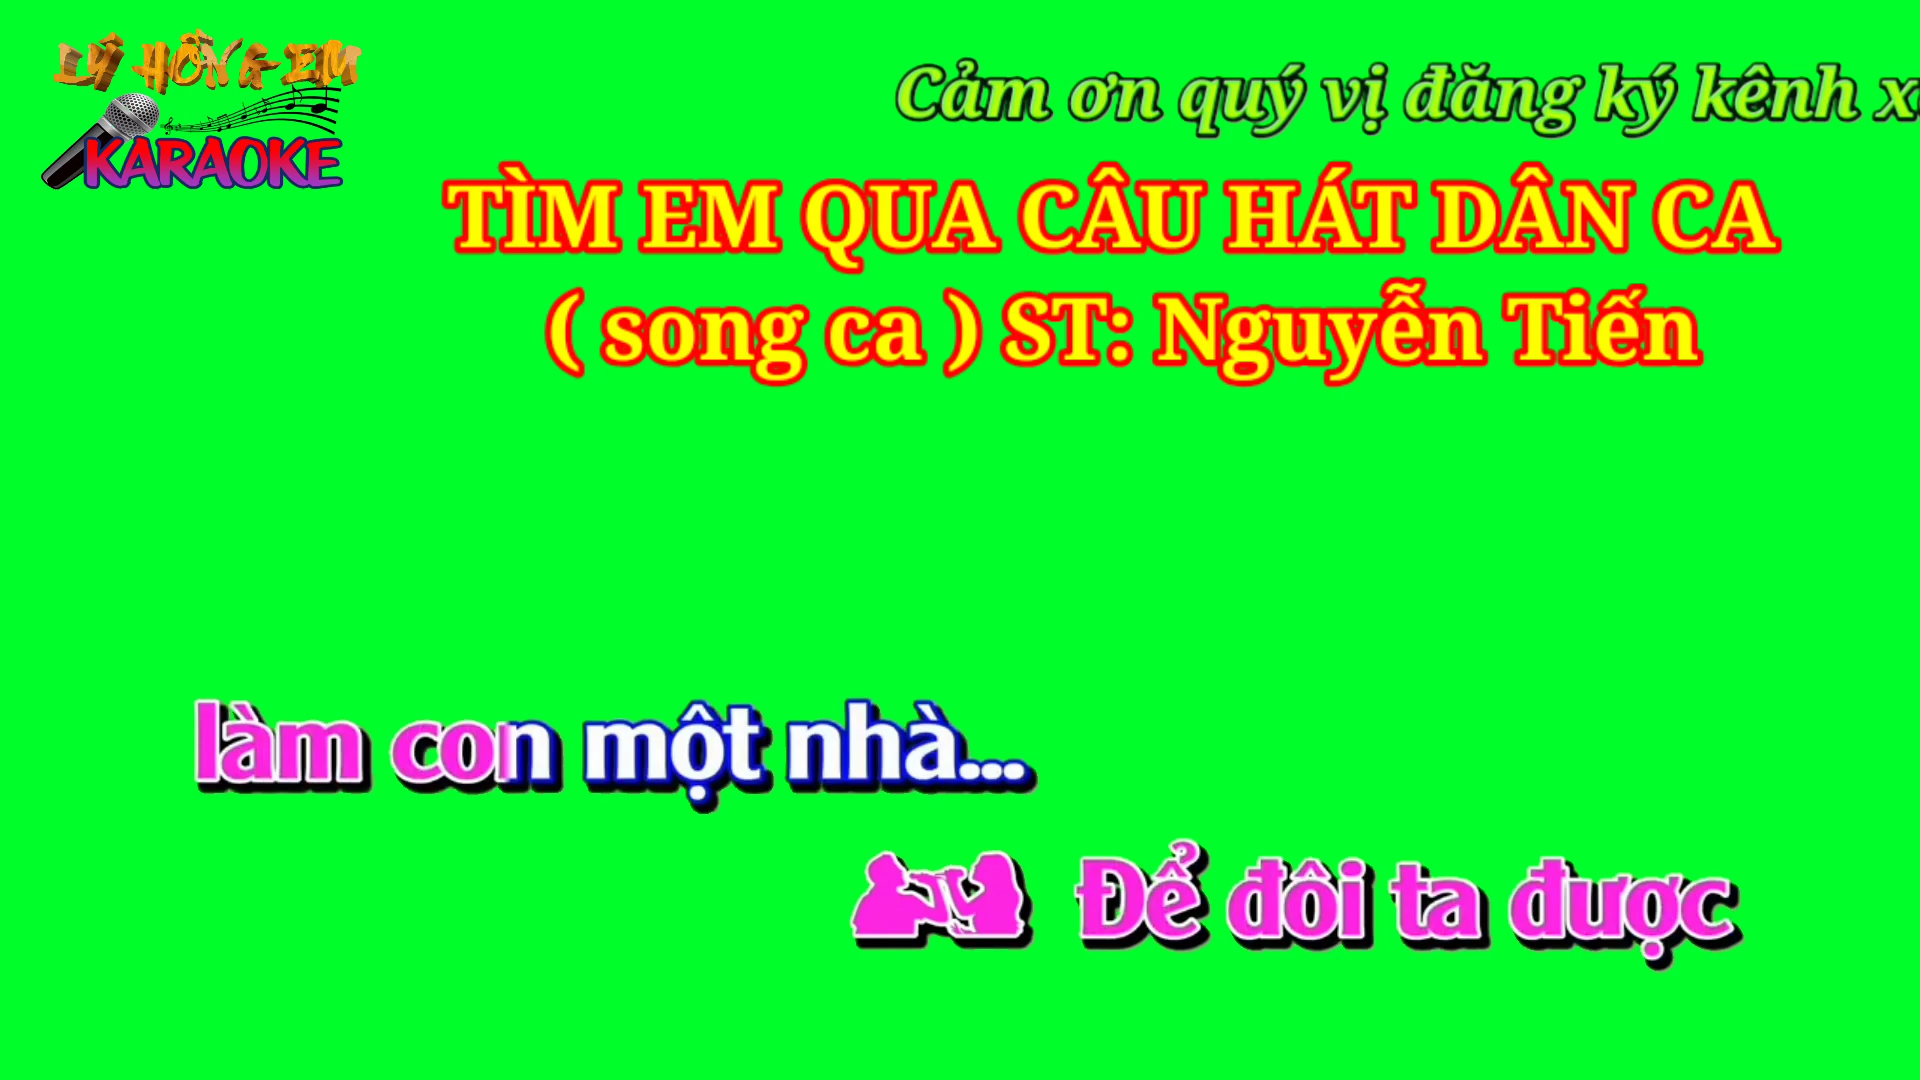 LÝ HỒNG EM
KARAOKE
Cảm ơn quý vị đăng ký kênh
TÌM EM QUA CÂU HÁT DÂN CA
( song ca ) ST: Nguyễn Tiến
làm con một nhà...
Để đôi ta được